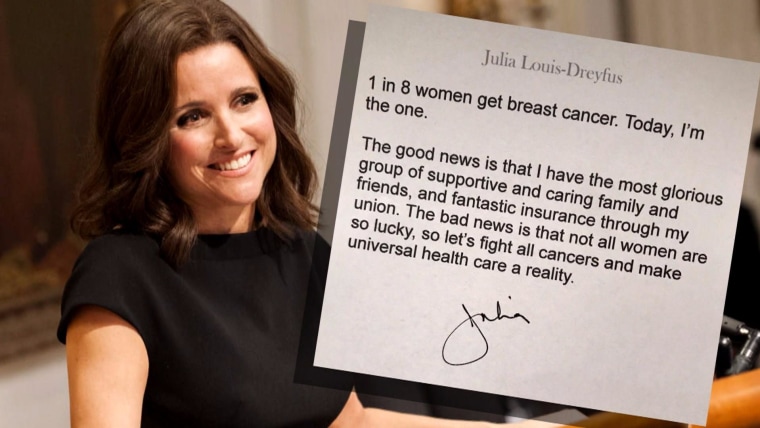 Julia Louis-Dreyfus
1 in 8 women get breast cancer. Today, I'm
the one.
The good news is that I have the most glorious
group of supportive and caring family and
friends, and fantastic insurance through my
union. The bad news is that not all women are
so lucky, so let's fight all cancers and make
universal health care a reality.
Julia